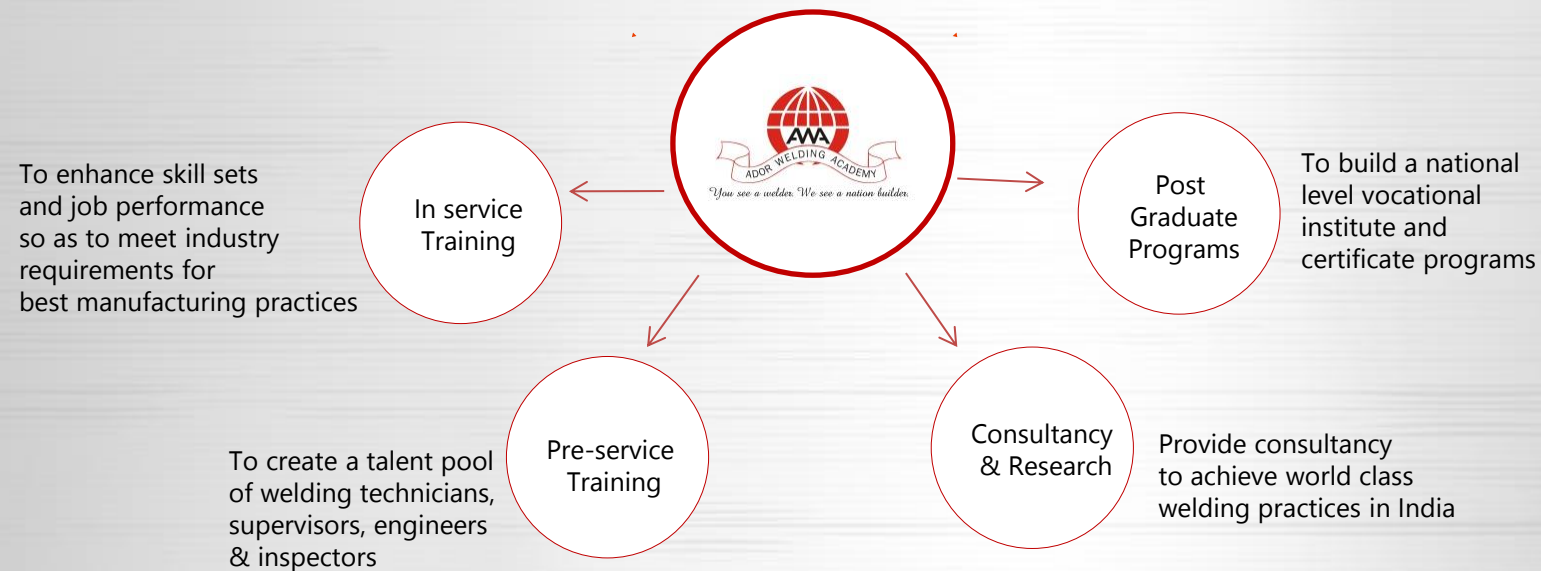 AWA
ADOR WELDING ACADEMY
You see a welder. We see a nation builder.
To enhance skill sets
and job performance
so as to meet industry
requirements for
best manufacturing practices
In service
Training
Post
Graduate
Programs
To build a national
level vocational
institute and
certificate programs
To create a talent pool
of welding technicians,
supervisors, engineers
& inspectors
Pre-service
Training
Consultancy
& Research
Provide consultancy
to achieve world class
welding practices in India